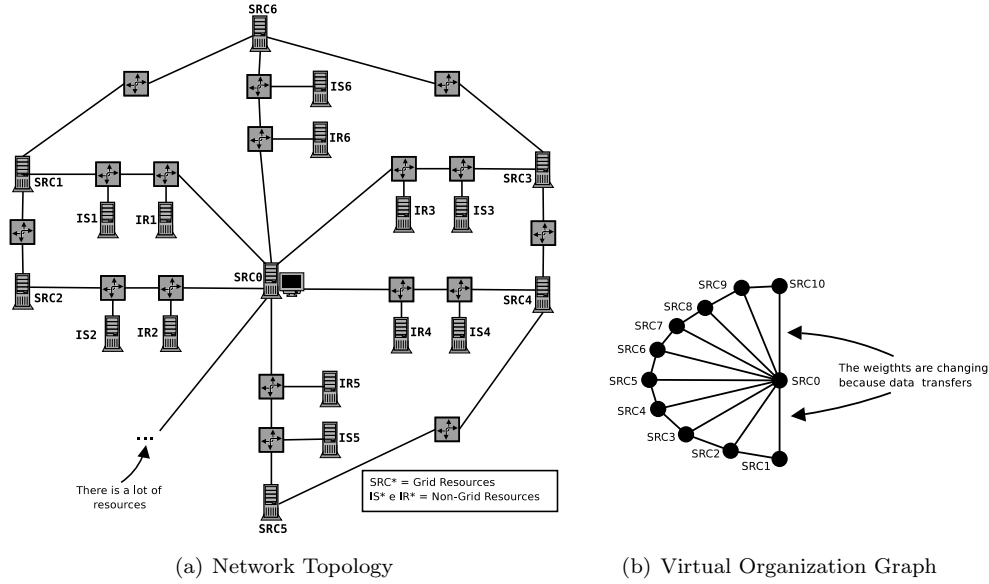 SRC6
IS6
IR6
SRC1
SRC3
IS1
IR1
IR3
IS3
SRC0
SRC2
SRC4
IS2
IR2
IR4
IS4
IR5
IS5
...
There is a lot of
resources
SRC* = Grid Resources
IS* e IR* = Non-Grid Resources
SRC5
(a) Network Topology
SRC9
SRC10
SRC8
SRC7
SRC6
SRC5
SRC0
SRC4
SRC3
SRC2
SRC1
The weigthts are changing
because data transfers
(b) Virtual Organization Graph